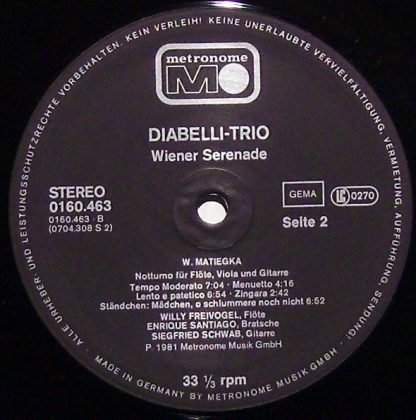 ALLE URHEBER UND LEISTUNGSSCHUTZRECHTE VORBEHALTEN. KEIN VERLEIH! KEINE UNERLAUBTE VERVIELFÄLTIGUNG, VERMIETUNG, AUFFÜHRUNG, SENDUNG!
metronome
M
DIABELLI-TRIO
Wiener Serenade
STEREO
0160.463
0160.463 - B
(0704.308 S 2)
GEMA
LC 0270
Seite 2
W. MATIEGKA
Notturno für Flöte, Viola und Gitarre
Tempo Moderato 7:04 · Menuetto 4:16
Lento e patetico 6:54 · Zingara 2:42
Ständchen: Mädchen, o schlummere noch nicht 6:52
WILLY FREIVOGEL, Flöte
ENRIQUE SANTIAGO, Bratsche
SIEGFRIED SCHWAB, Gitarre
P 1981 Metronome Musik GmbH
33 ⅓ rpm
MADE IN GERMANY BY METRONOME MUSIK GMBH